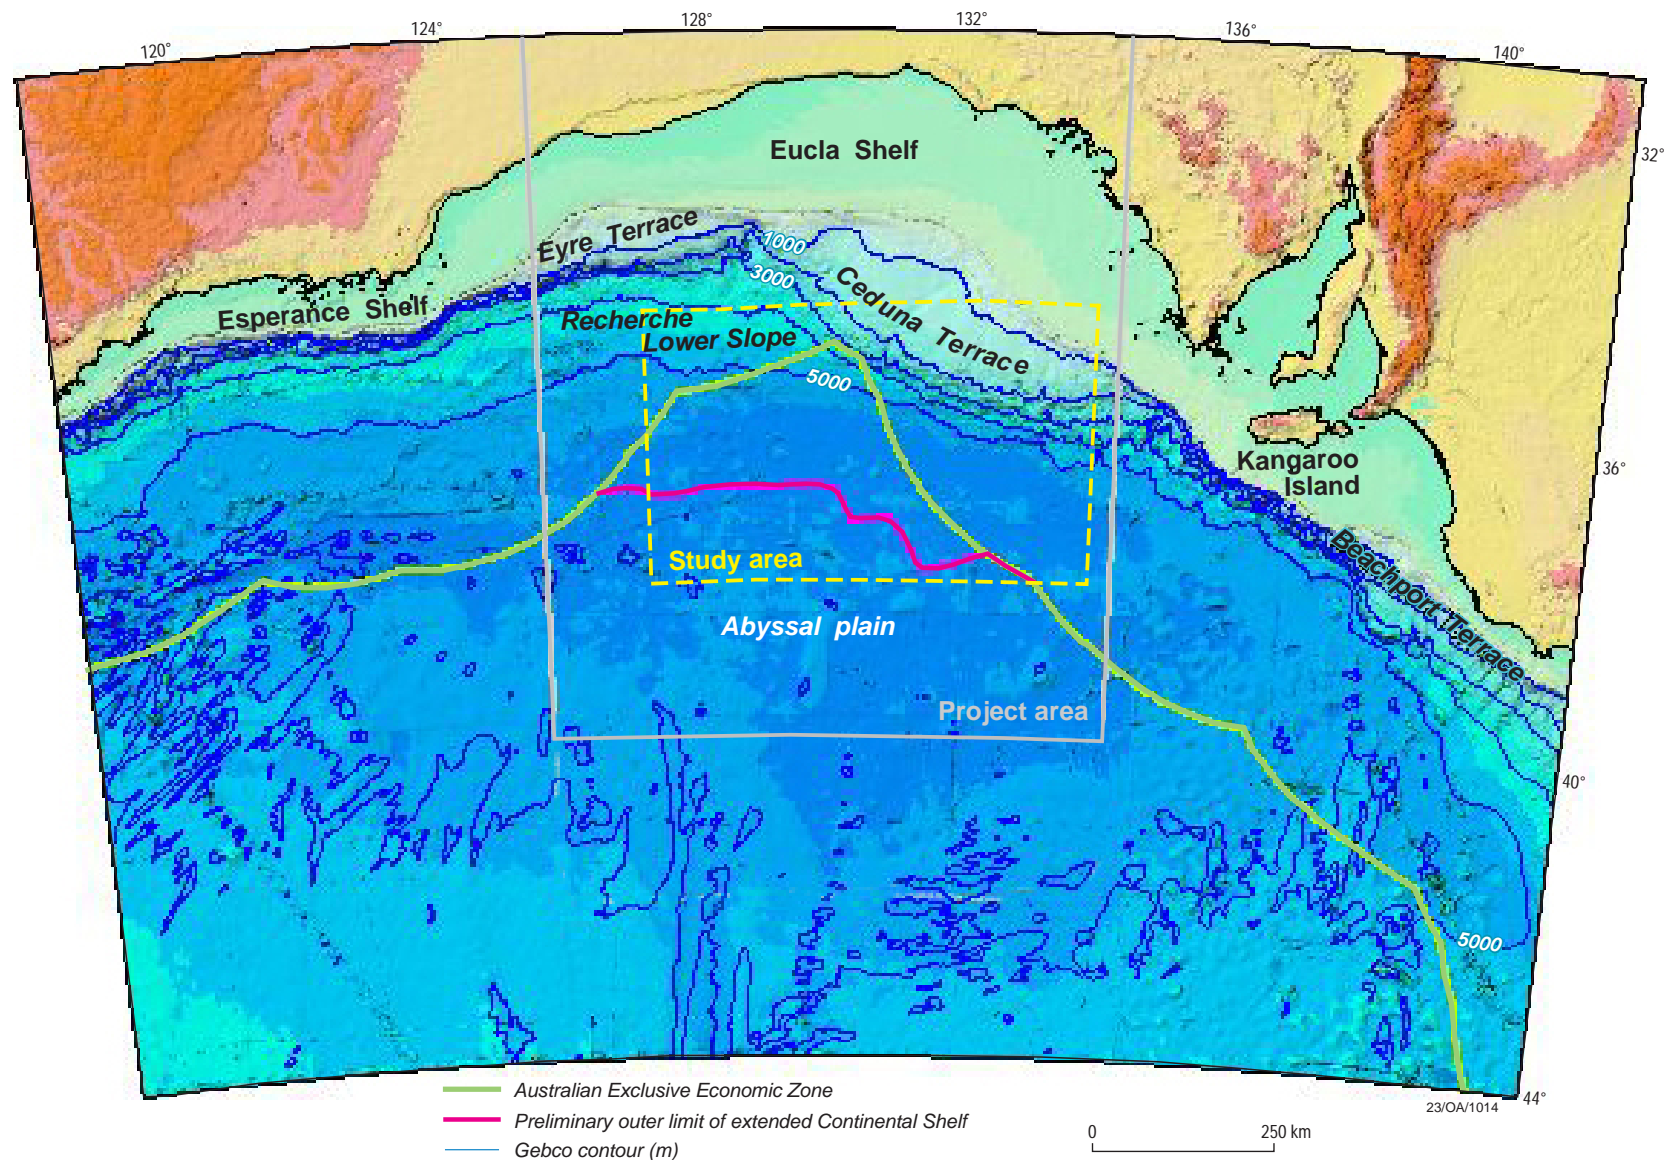 120°
124°
128°
132°
136°
140°
32°
36°
40°
44°
Eucla Shelf
Eyre Terrace
1000
3000
Ceduna Terrace
Esperance Shelf
Recherche
Lower Slope
5000
Kangaroo
Island
Beachport Terrace
Study area
Abyssal plain
Project area
5000
Australian Exclusive Economic Zone
Preliminary outer limit of extended Continental Shelf
Gebco contour (m)
23/OA/1014
0 250 km